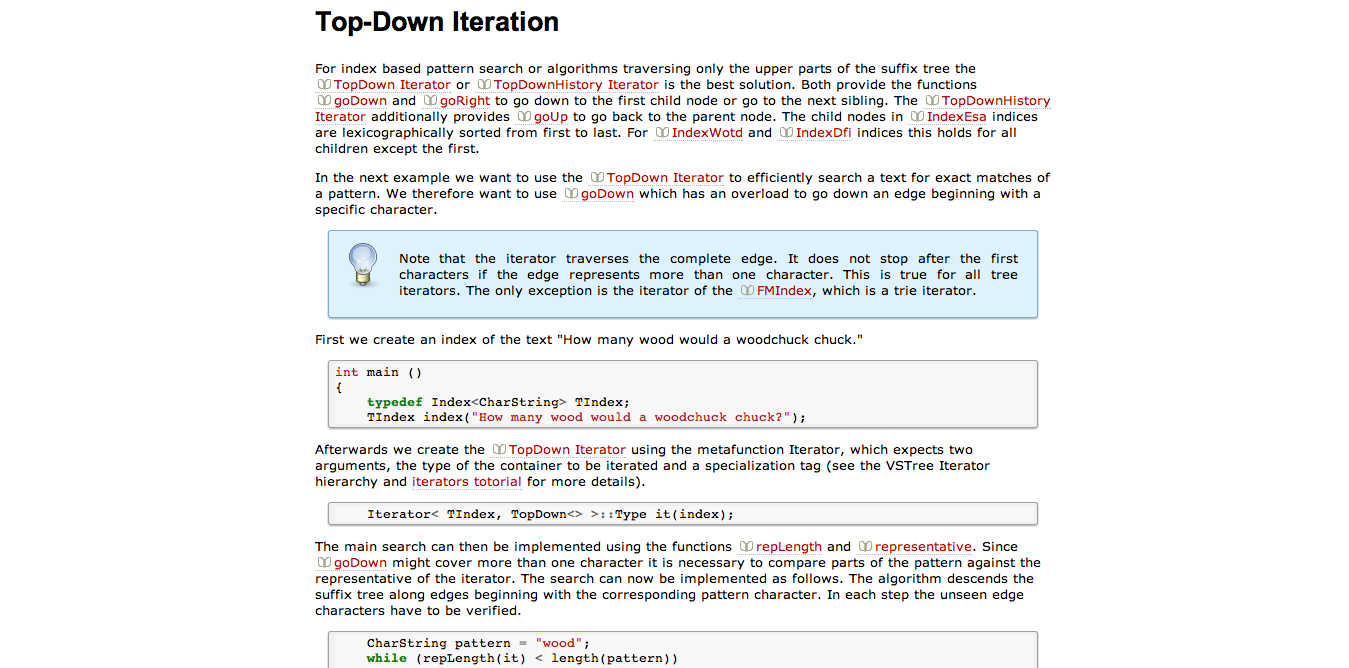 Top-Down Iteration
For index based pattern search or algorithms traversing only the upper parts of the suffix tree the
TopDown Iterator or TopDownHistory Iterator is the best solution. Both provide the functions
goDown and goRight to go down to the first child node or go to the next sibling. The TopDownHistory
Iterator additionally provides goUp to go back to the parent node. The child nodes in IndexEsa indices
are lexicographically sorted from first to last. For IndexWotd and IndexDfi indices this holds for all
children except the first.
In the next example we want to use the TopDown Iterator to efficiently search a text for exact matches of
a pattern. We therefore want to use goDown which has an overload to go down an edge beginning with a
specific character.
Note that the iterator traverses the complete edge. It does not stop after the first
characters if the edge represents more than one character. This is true for all tree
iterators. The only exception is the iterator of the FMIndex, which is a trie iterator.
First we create an index of the text "How many wood would a woodchuck chuck."
int main ()
{
    typedef Index<CharString> TIndex;
    TIndex index("How many wood would a woodchuck chuck?");
Afterwards we create the TopDown Iterator using the metafunction Iterator, which expects two
arguments, the type of the container to be iterated and a specialization tag (see the VSTree Iterator
hierarchy and iterators totorial for more details).
    Iterator< TIndex, TopDown<> >::Type it(index);
The main search can then be implemented using the functions repLength and representative. Since
goDown might cover more than one character it is necessary to compare parts of the pattern against the
representative of the iterator. The search can now be implemented as follows. The algorithm descends the
suffix tree along edges beginning with the corresponding pattern character. In each step the unseen edge
characters have to be verified.
    CharString pattern = "wood";
    while (repLength(it) < length(pattern))